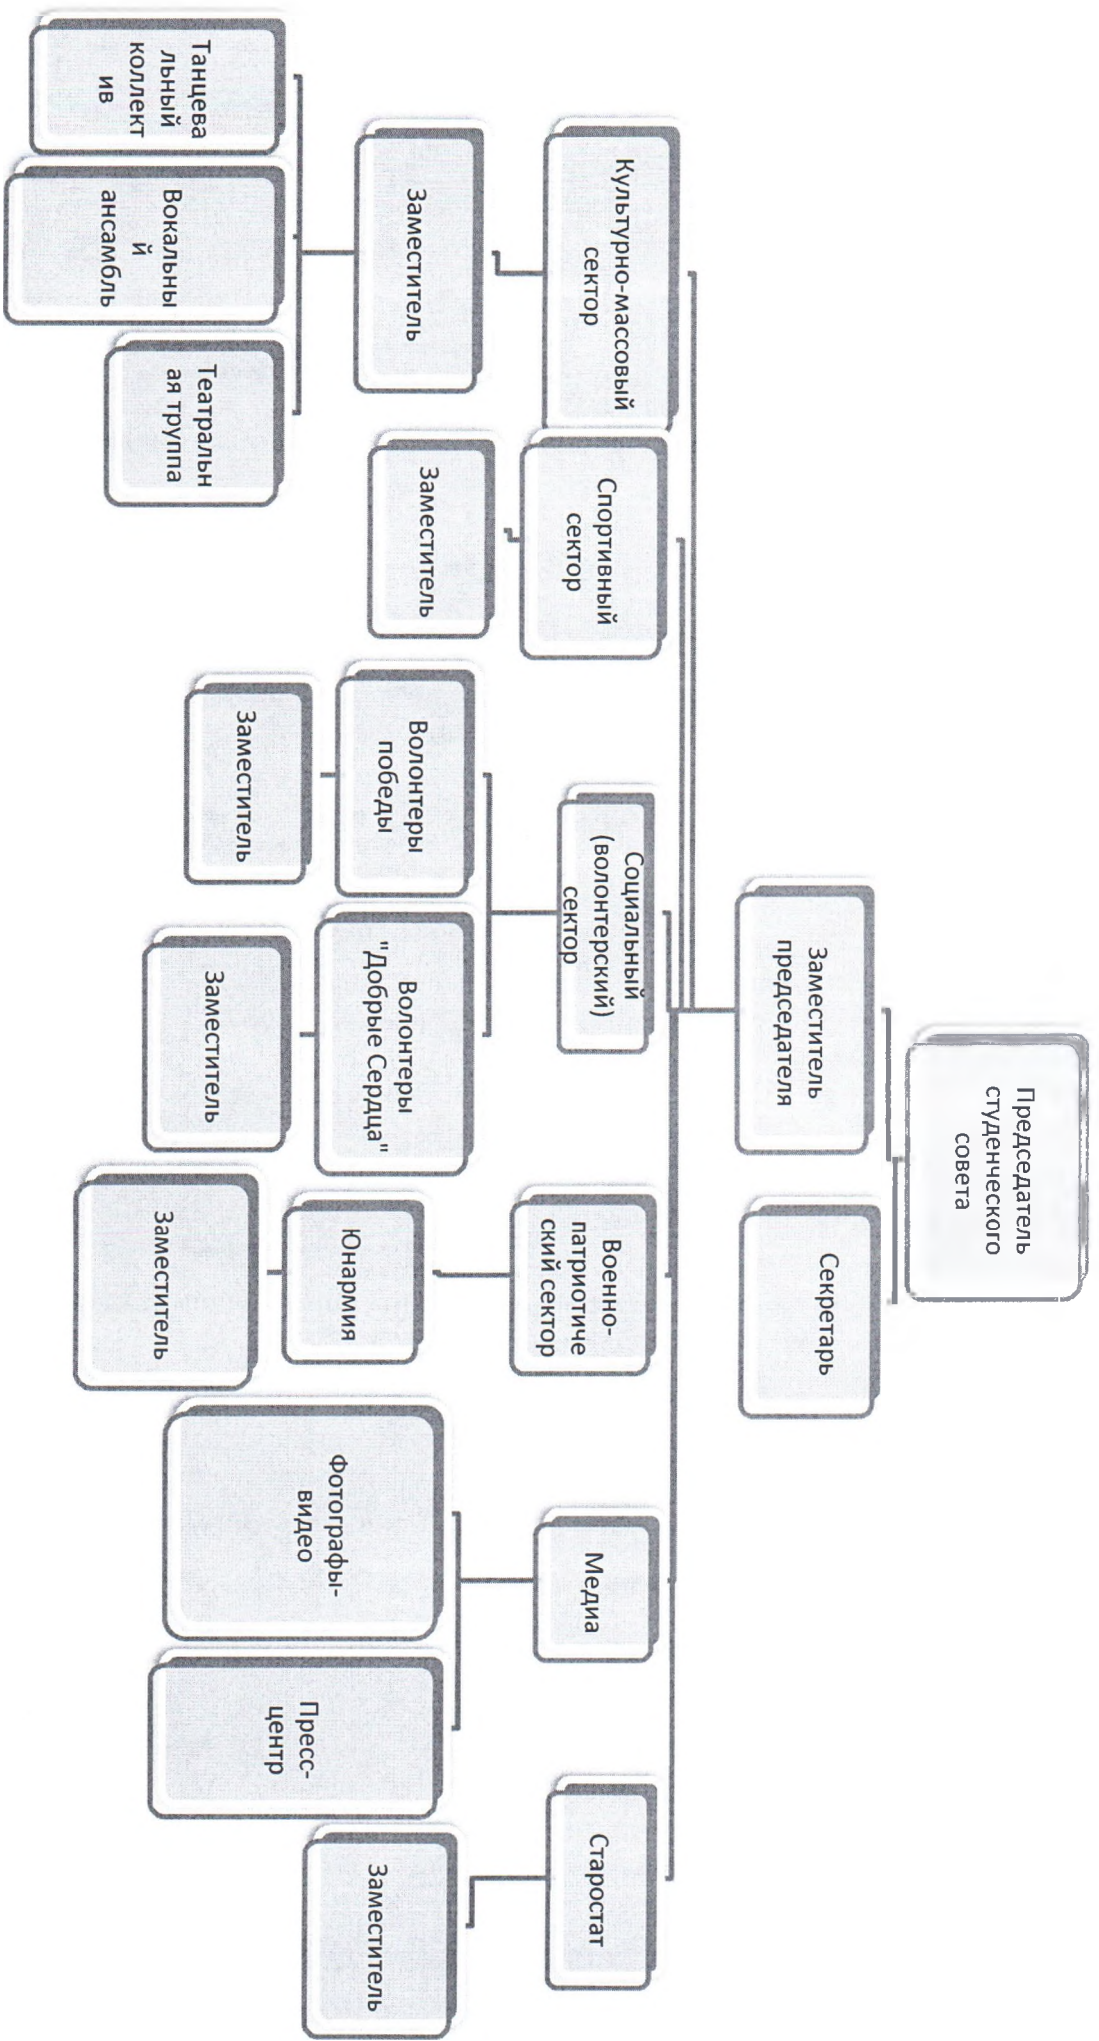 Председатель
студенческого
совета
Заместитель
председателя
Секретарь
Культурно-массовый
сектор
Спортивный
сектор
Социальный
(волонтерский)
сектор
Военно-
патриотиче
ский сектор
Медиа
Старостат
Заместитель
Заместитель
Волонтеры
победы
Волонтеры
"Добрые Сердца"
Юнармия
Фотографы-
видео
Пресс-
центр
Заместитель
Танцева
льный
коллект
ив
Вокальны
й
ансамбль
Театральн
ая труппа
Заместитель
Заместитель
Заместитель